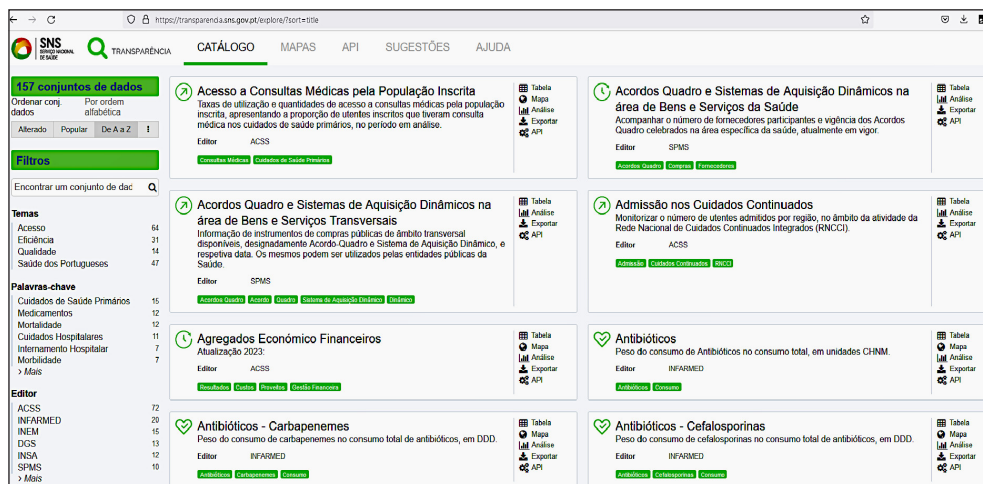 https://transparencia.sns.gov.pt/explore/?sort=title
SNS
SERVIÇO NACIONAL
DE SAÚDE
TRANSPARÊNCIA
CATÁLOGO
MAPAS
API
SUGESTÕES
AJUDA
157 conjuntos de dados
Ordenar conj. dados
Por ordem alfabética
Alterado
Popular
De A a Z
Filtros
Encontrar um conjunto de dad
Temas
Acesso 64
Eficiência 31
Qualidade 14
Saúde dos Portugueses 47
Palavras-chave
Cuidados de Saúde Primários 15
Medicamentos 12
Mortalidade 12
Cuidados Hospitalares 11
Internamento Hospitalar 7
Morbilidade 7
> Mais
Editor
ACSS 72
INFARMED 20
INEM 15
DGS 13
INSA 12
SPMS 10
> Mais
Acesso a Consultas Médicas pela População Inscrita
Taxas de utilização e quantidades de acesso a consultas médicas pela população
inscrita, apresentando a proporção de utentes inscritos que tiveram consulta
médica nos cuidados de saúde primários, no período em análise.
Editor ACSS
Consultas Médicas Cuidados de Saúde Primários
Tabela
Mapa
Análise
Exportar
API
Acordos Quadro e Sistemas de Aquisição Dinâmicos na
área de Bens e Serviços da Saúde
Acompanhar o número de fornecedores participantes e vigência dos Acordos
Quadro celebrados na área específica da saúde, atualmente em vigor.
Editor SPMS
Acordos Quadro Compras Fornecedores
Tabela
Mapa
Análise
Exportar
API
Acordos Quadro e Sistemas de Aquisição Dinâmicos na
área de Bens e Serviços Transversais
Informação de instrumentos de compras públicas de âmbito transversal
disponíveis, designadamente Acordo-Quadro e Sistema de Aquisição Dinâmico, e
respetiva data. Os mesmos podem ser utilizados pelas entidades públicas da
Saúde.
Editor SPMS
Acordos Quadro Acordo Quadro Sistema de Aquisição Dinâmico Dinâmico
Tabela
Mapa
Análise
Exportar
API
Admissão nos Cuidados Continuados
Monitorizar o número de utentes admitidos por região, no âmbito da atividade da
Rede Nacional de Cuidados Continuados Integrados (RNCCI).
Editor ACSS
Admissão Cuidados Continuados RNCCI
Tabela
Mapa
Análise
Exportar
API
Agregados Económico Financeiros
Atualização 2023:
Editor ACSS
Resultados Custos Proveitos Gestão Financeira
Tabela
Mapa
Análise
Exportar
API
Antibióticos
Peso do consumo de Antibióticos no consumo total, em unidades CHNM.
Editor INFARMED
Antibióticos Consumo
Tabela
Mapa
Análise
Exportar
API
Antibióticos - Carbapenemes
Peso do consumo de carbapenemes no consumo total de antibióticos, em DDD.
Editor INFARMED
Antibióticos Carbapenemes Consumo
Tabela
Mapa
Análise
Exportar
API
Antibióticos - Cefalosporinas
Peso do consumo de cefalosporinas no consumo total de antibióticos, em DDD.
Editor INFARMED
Antibióticos Cefalosporinas Consumo
Tabela
Mapa
Análise
Exportar
API